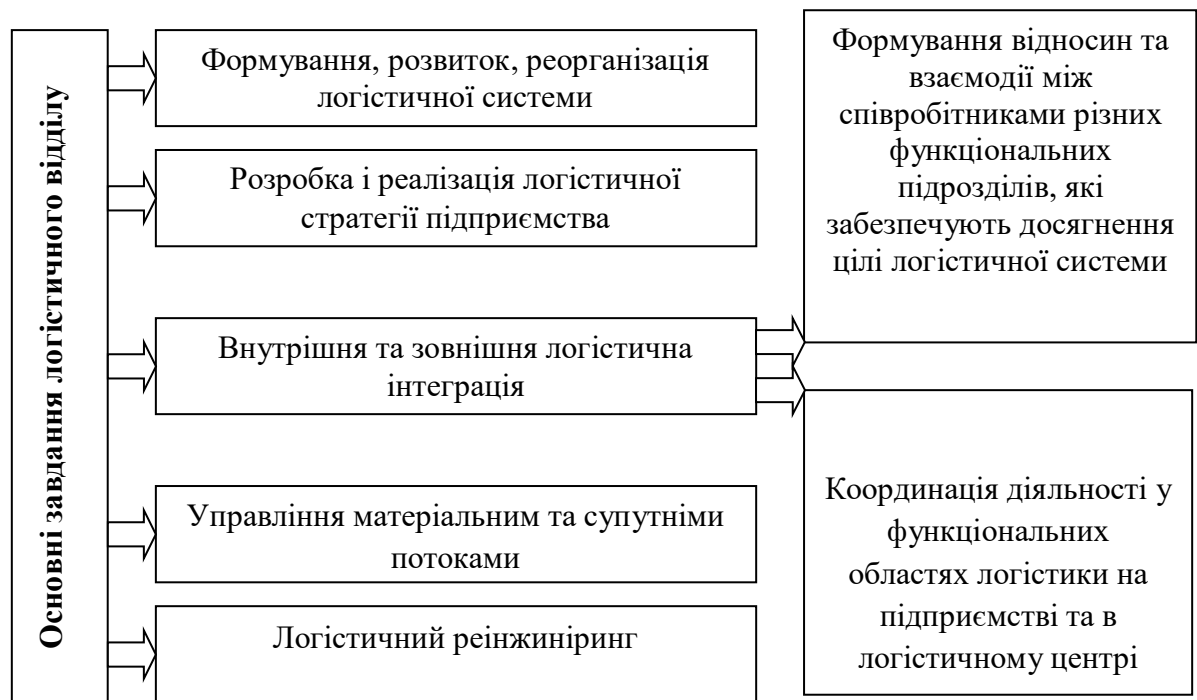 Основні завдання логістичного відділу
Формування, розвиток, реорганізація
логістичної системи
Розробка і реалізація логістичної
стратегії підприємства
Внутрішня та зовнішня логістична
інтеграція
Управління матеріальним та супутніми
потоками
Логістичний реінжиніринг
Формування відносин та
взаємодії між
співробітниками різних
функціональних
підрозділів, які
забезпечують досягнення
цілі логістичної системи
Координація діяльності у
функціональних
областях логістики на
підприємстві та в
логістичному центрі